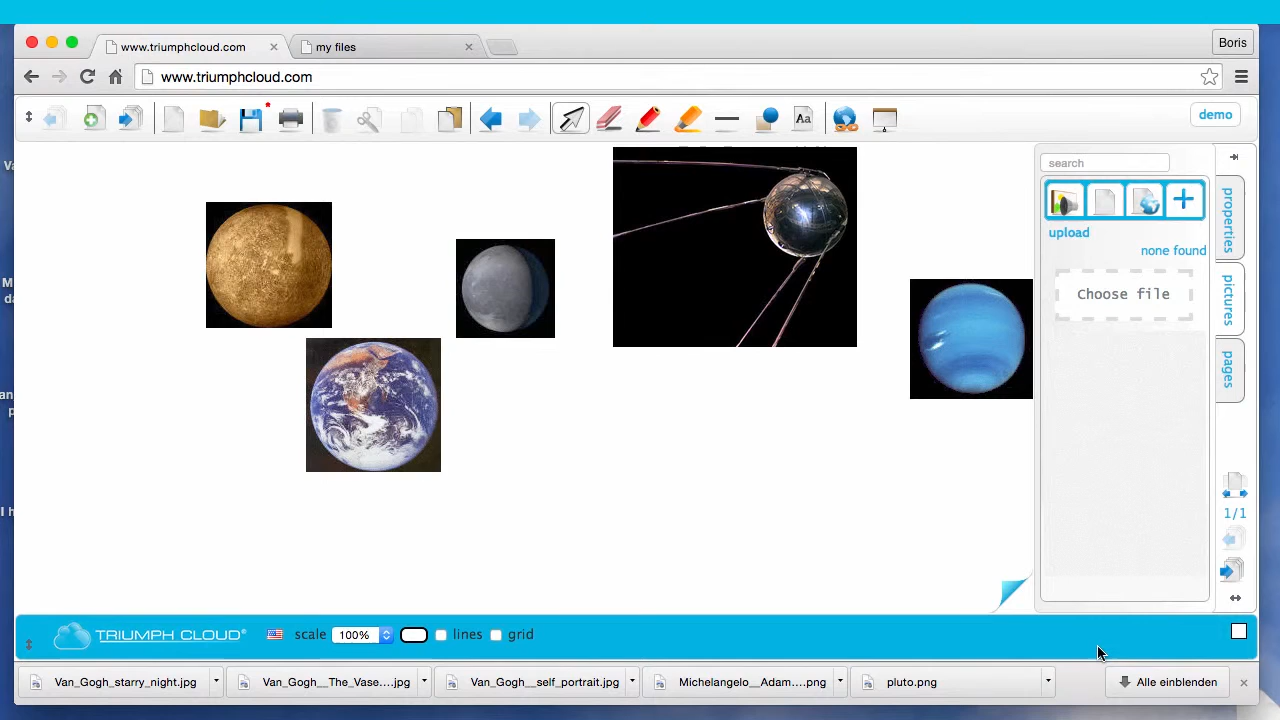 www.triumphcloud.com
my files
Boris
www.triumphcloud.com
Aa
demo
search
properties
upload
none found
Choose file
pictures
pages
1/1
TRIUMPH CLOUD®
scale
100%
lines
grid
Van_Gogh_starry_night.jpg
Van_Gogh__The_Vase....jpg
Van_Gogh__self_portrait.jpg
Michelangelo__Adam....png
pluto.png
Alle einblenden